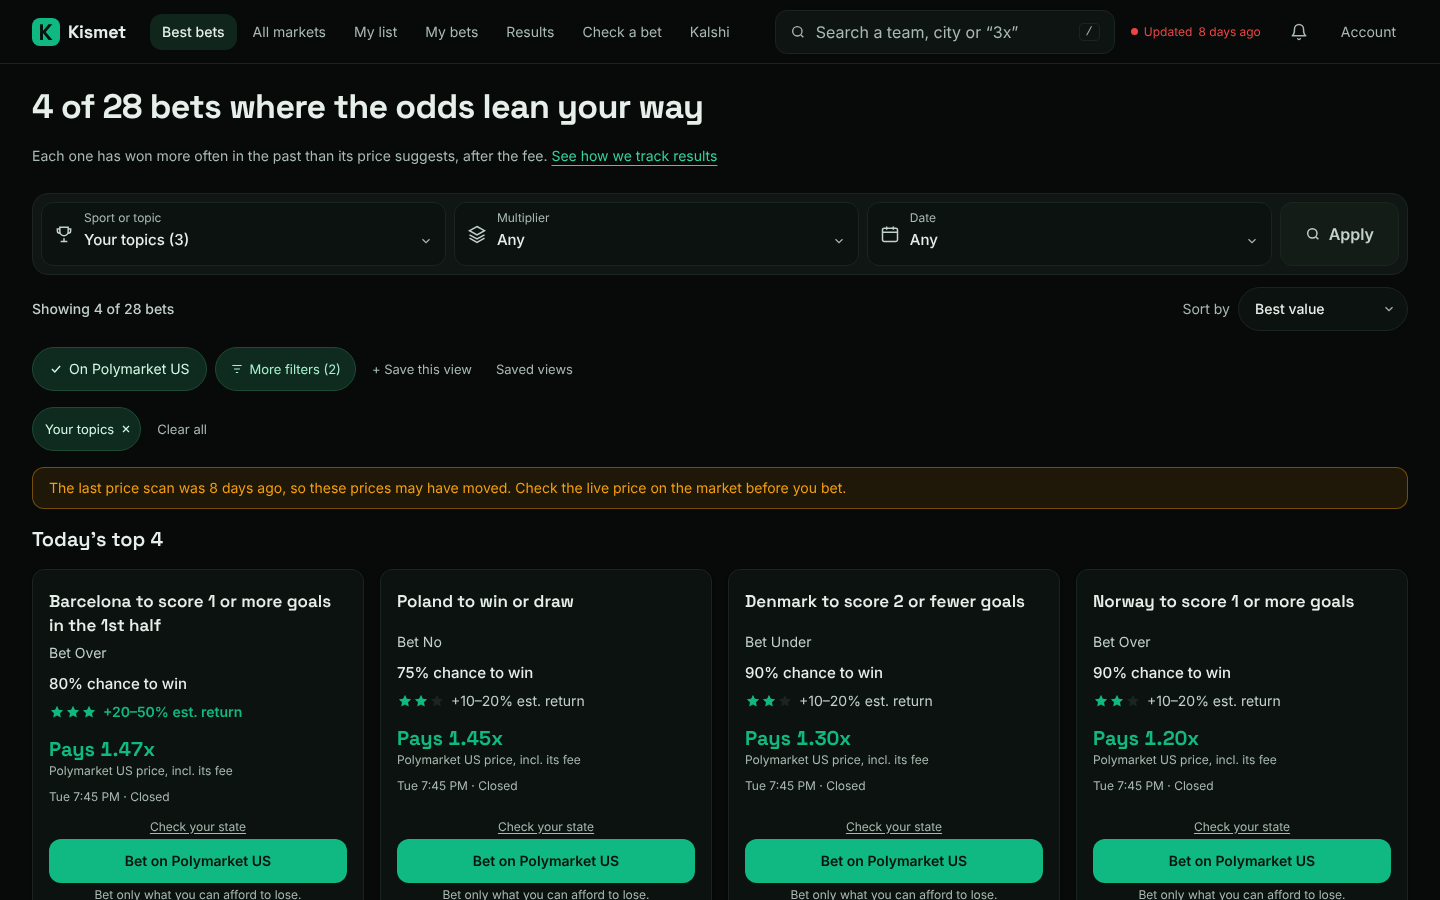 K Kismet
Best bets
All markets
My list
My bets
Results
Check a bet
Kalshi
Search a team, city or “3x”
/
Updated 8 days ago
Account
4 of 28 bets where the odds lean your way
Each one has won more often in the past than its price suggests, after the fee. See how we track results
Sport or topic
Your topics (3)
Multiplier
Any
Date
Any
Apply
Showing 4 of 28 bets
Sort by
Best value
On Polymarket US
More filters (2)
+ Save this view
Saved views
Your topics ×
Clear all
The last price scan was 8 days ago, so these prices may have moved. Check the live price on the market before you bet.
Today’s top 4
Barcelona to score 1 or more goals
in the 1st half
Bet Over
80% chance to win
+20–50% est. return
Pays 1.47x
Polymarket US price, incl. its fee
Tue 7:45 PM · Closed
Check your state
Bet on Polymarket US
Bet only what you can afford to lose.
Poland to win or draw
Bet No
75% chance to win
+10–20% est. return
Pays 1.45x
Polymarket US price, incl. its fee
Tue 7:45 PM · Closed
Check your state
Bet on Polymarket US
Bet only what you can afford to lose.
Denmark to score 2 or fewer goals
Bet Under
90% chance to win
+10–20% est. return
Pays 1.30x
Polymarket US price, incl. its fee
Tue 7:45 PM · Closed
Check your state
Bet on Polymarket US
Bet only what you can afford to lose.
Norway to score 1 or more goals
Bet Over
90% chance to win
+10–20% est. return
Pays 1.20x
Polymarket US price, incl. its fee
Tue 7:45 PM · Closed
Check your state
Bet on Polymarket US
Bet only what you can afford to lose.